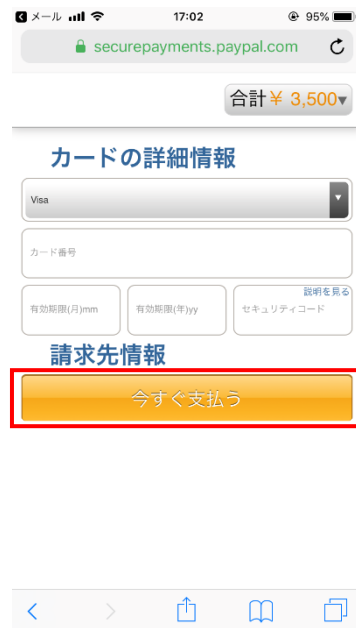 メール 17:02 95%
securepayments.paypal.com
合計¥ 3,500▼
カードの詳細情報
Visa
カード番号
説明を見る
有効期限(月)mm 有効期限(年)yy セキュリティコード
請求先情報
今すぐ支払う